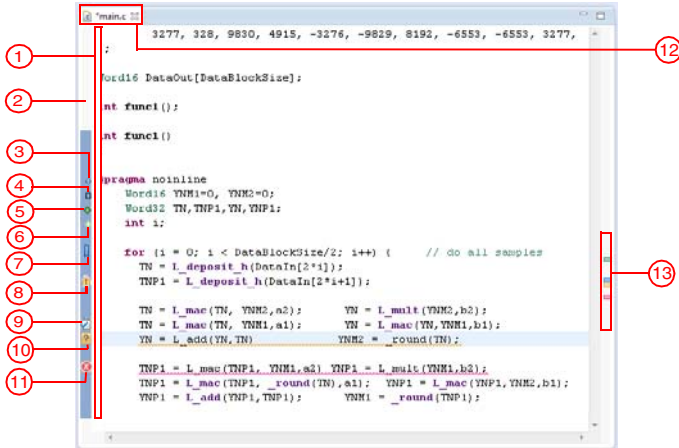 *main.c
3277, 328, 9830, 4915, -3276, -9829, 8192, -6553, -6553, 3277,
;
Word16 DataOut[DataBlockSize];
int func1();
int func1()
#pragma noinline
Word16 YNM1=0, YNM2=0;
Word32 TN,TNP1,YN,YNP1;
int i;
for (i = 0; i < DataBlockSize/2; i++) { // do all samples
TN = L_deposit_h(DataIn[2*i]);
TNP1 = L_deposit_h(DataIn[2*i+1]);
TN = L_mac(TN, YNM2,a2); YN = L_mult(YNM2,b2);
TN = L_mac(TN, YNM1,a1); YN = L_mac(YN,YNM1,b1);
YN = L_add(YN,TN) YNM2 = _round(TN);
TNP1 = L_mac(TNP1, YNM1,a2) YNP1 = L_mult(YNM1,b2);
TNP1 = L_mac(TNP1, _round(TN),a1); YNP1 = L_mac(YNP1,YNM2,b1);
YNP1 = L_add(YNP1,TNP1); YNM1 = _round(TNP1);
1
2
3
4
5
6
7
8
9
10
11
12
13